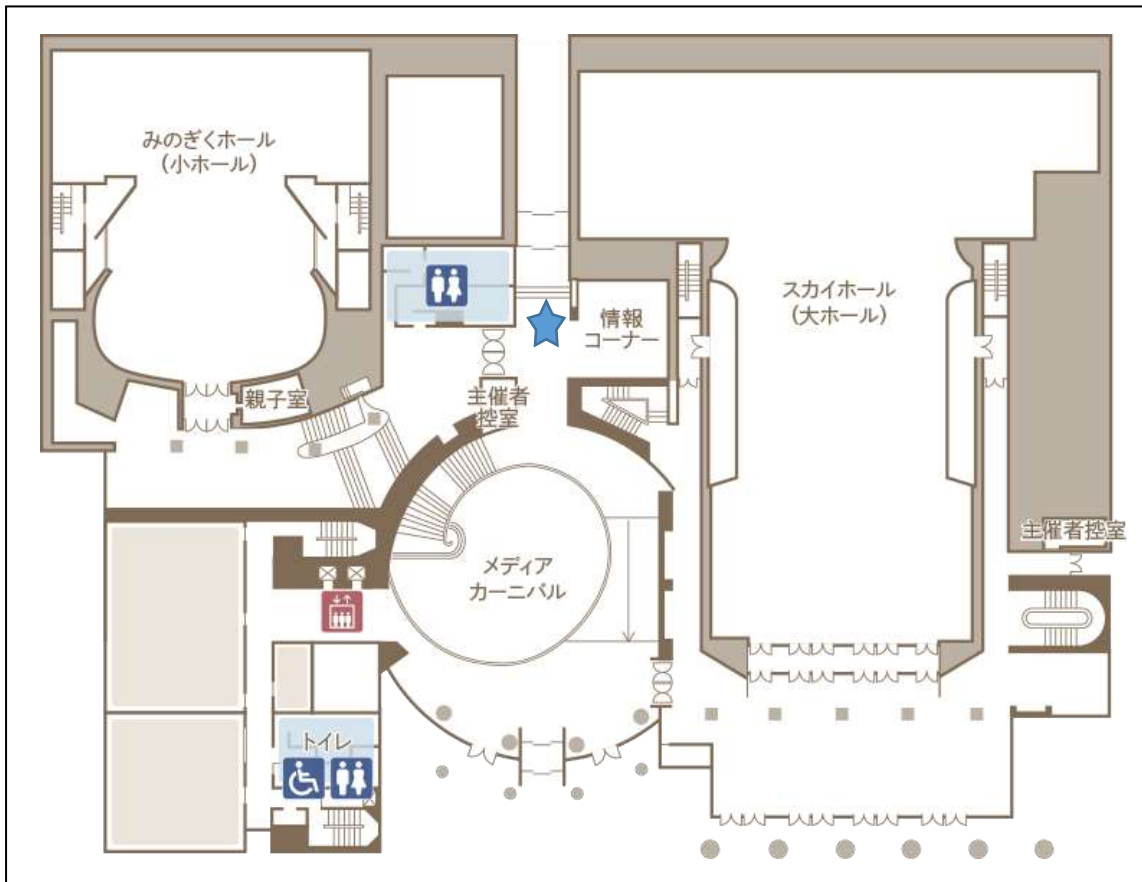 みのぎくホール
(小ホール)
スカイホール
(大ホール)
情報
コーナー
親子室
主催者
控室
主催者控室
メディア
カーニバル
トイレ